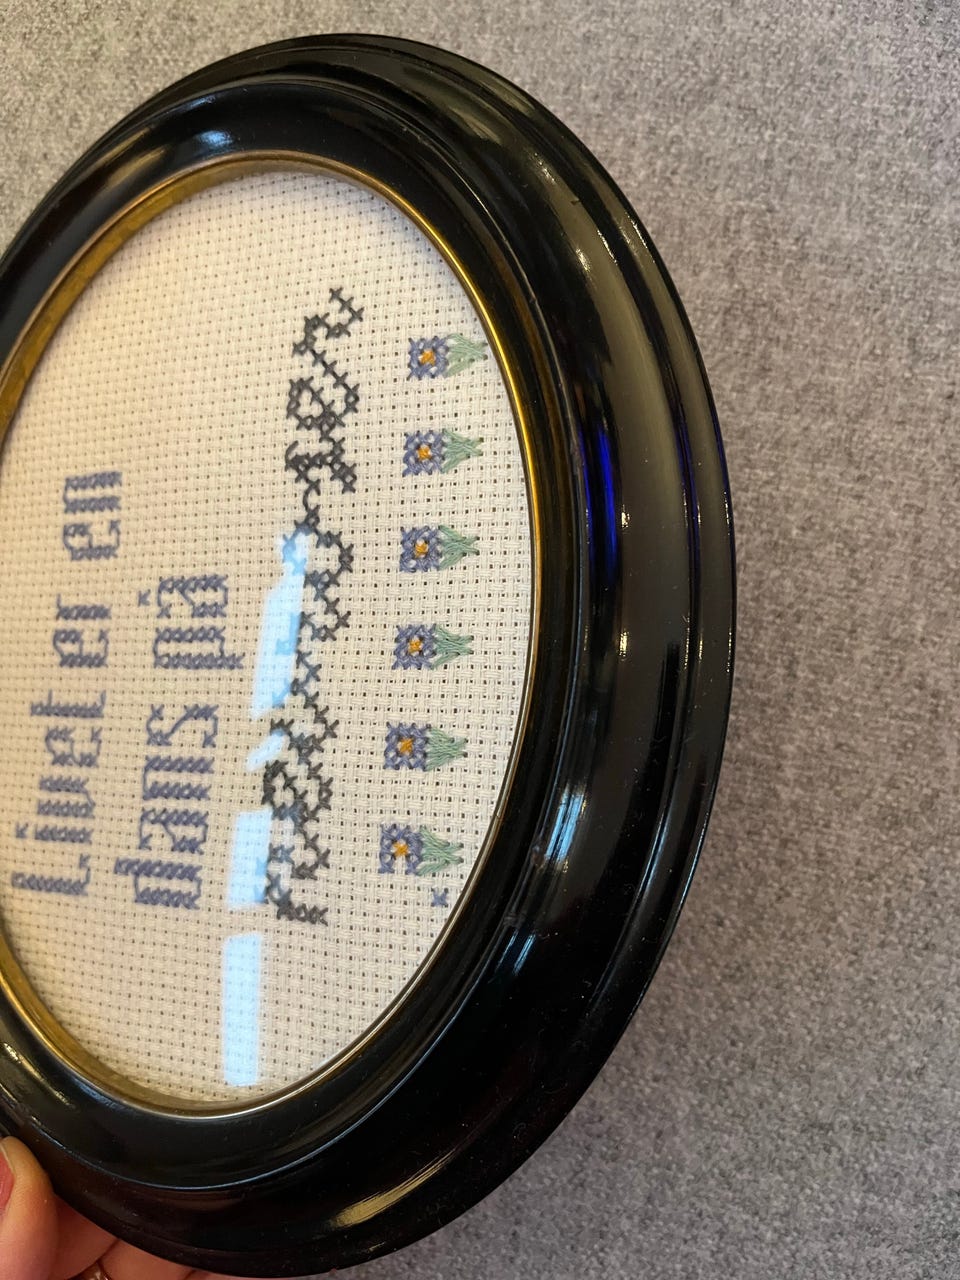 Livet er en
dans på
roser